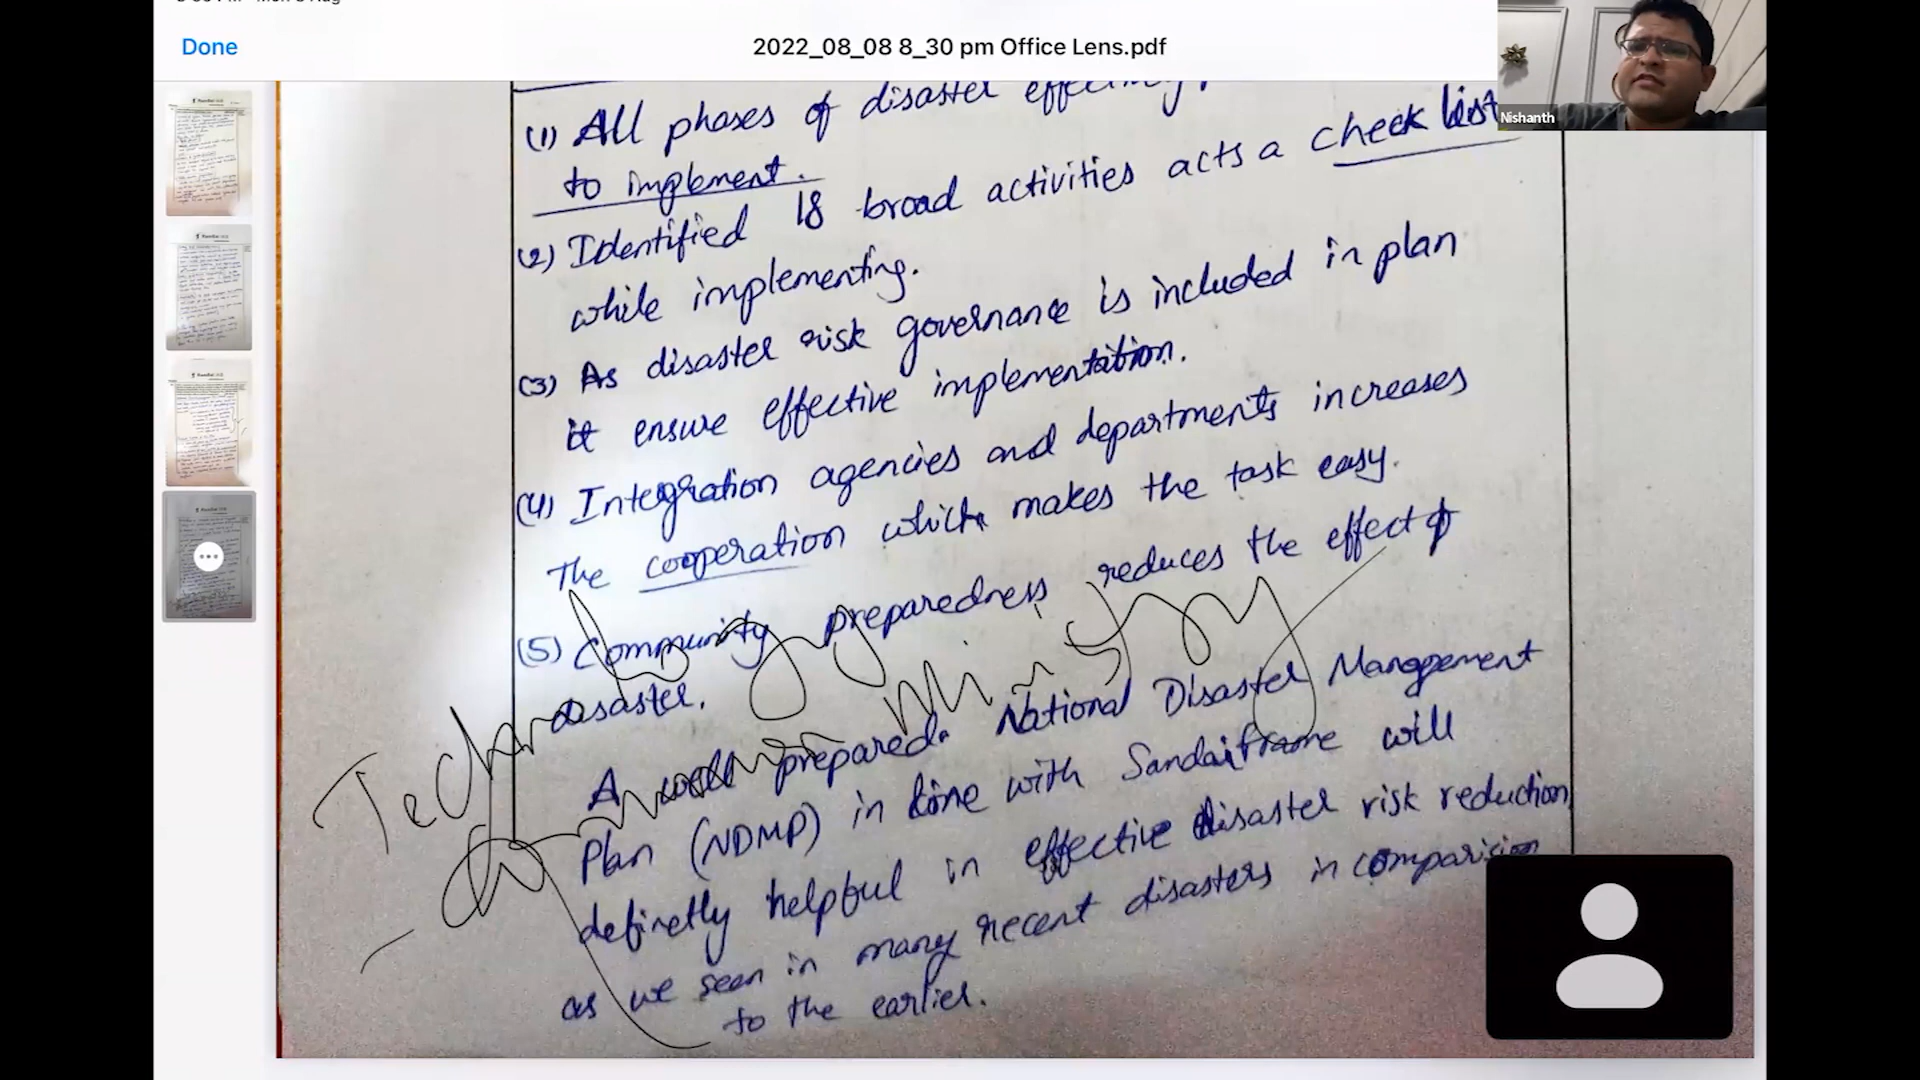 Done
2022_08_08 8_30 pm Office Lens.pdf
Nishanth
(1) All phases of disaster effectively.
to implement.
(2) Identified 18 broad activities acts a check list
while implementing.
(3) As disaster risk governance is included in plan
it ensure effective implementation.
(4) Integration agencies and departments increases
The cooperation which makes the task easy.
(5) Community preparedness reduces the effect of
disaster.
A well prepared. National Disaster Management
Plan (NDMP) in line with Sendai frame will
definetly helpful in effective disaster risk reduction
as we seen in many recent disasters in comparision
to the earlier.
Technology
ministry